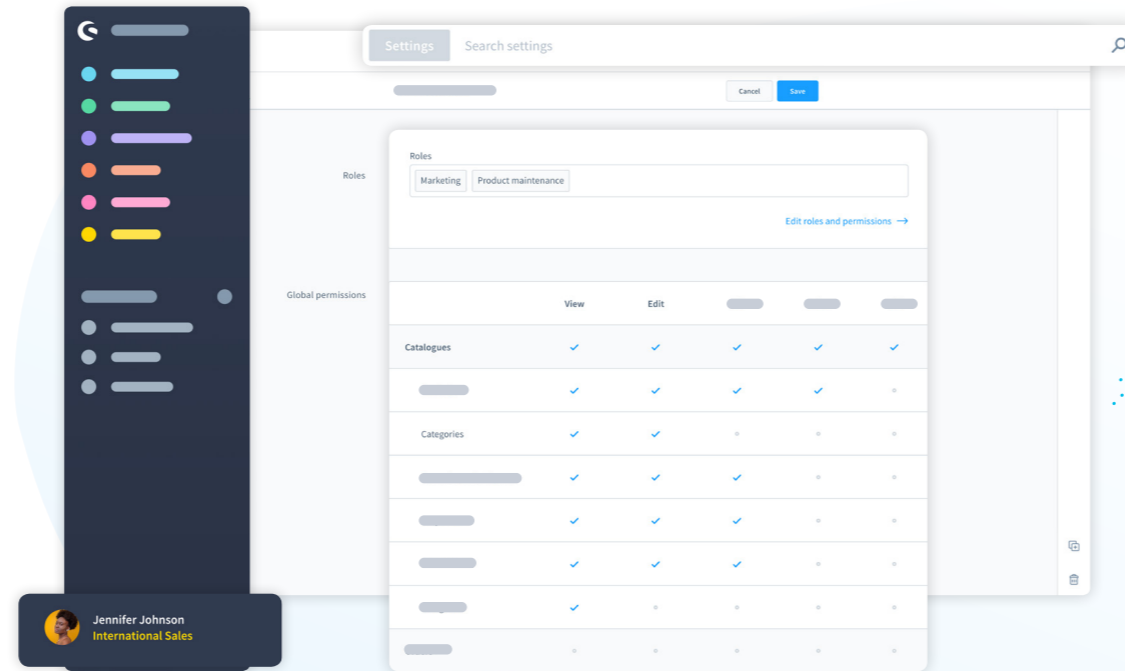 Settings Search settings
Cancel Save
Roles
Roles
Marketing Product maintenance
Edit roles and permissions →
Global permissions
View Edit
Catalogues
Categories
Jennifer Johnson
International Sales